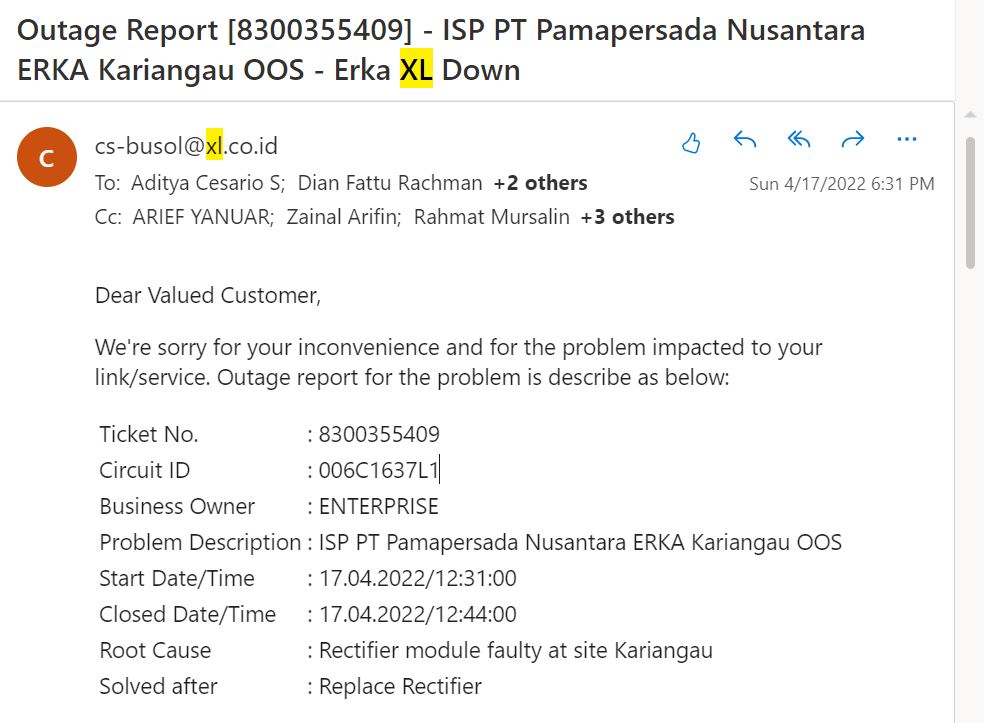 Outage Report [8300355409] - ISP PT Pamapersada Nusantara
ERKA Kariangau OOS - Erka XL Down
C
cs-busol@xl.co.id
To: Aditya Cesario S; Dian Fattu Rachman +2 others
Sun 4/17/2022 6:31 PM
Cc: ARIEF YANUAR; Zainal Arifin; Rahmat Mursalin +3 others
Dear Valued Customer,
We're sorry for your inconvenience and for the problem impacted to your
link/service. Outage report for the problem is describe as below:
Ticket No. : 8300355409
Circuit ID : 006C1637L1
Business Owner : ENTERPRISE
Problem Description : ISP PT Pamapersada Nusantara ERKA Kariangau OOS
Start Date/Time : 17.04.2022/12:31:00
Closed Date/Time : 17.04.2022/12:44:00
Root Cause : Rectifier module faulty at site Kariangau
Solved after : Replace Rectifier